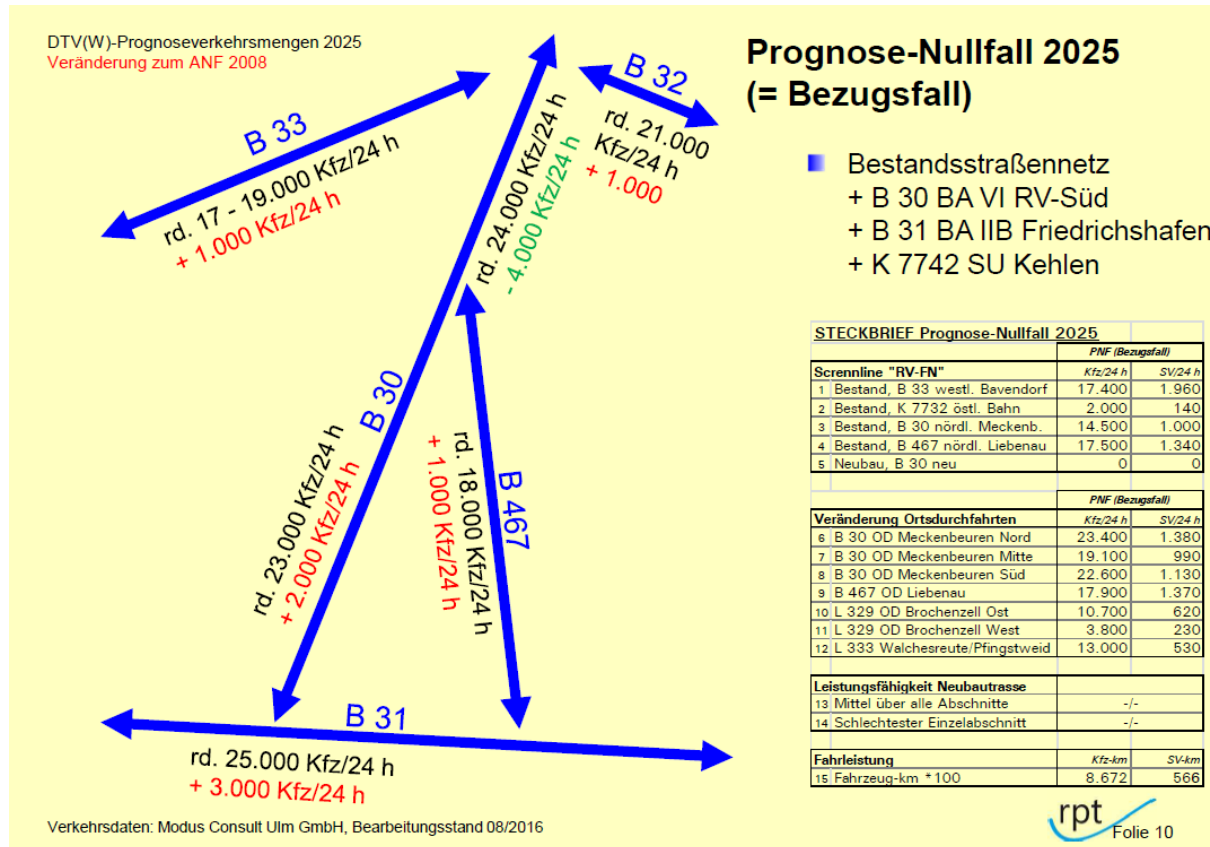 DTV(W)-Prognoseverkehrsmengen 2025
Veränderung zum ANF 2008
Prognose-Nullfall 2025
(= Bezugsfall)
Bestandsstraßennetz
+ B 30 BA VI RV-Süd
+ B 31 BA IIB Friedrichshafen
+ K 7742 SU Kehlen
B 33
rd. 17 - 19.000 Kfz/24 h
+ 1.000 Kfz/24 h
B 32
rd. 21.000
Kfz/24 h
+ 1.000
rd. 24.000 Kfz/24 h
- 4.000 Kfz/24 h
B 30
rd. 23.000 Kfz/24 h
+ 2.000 Kfz/24 h
B 467
rd. 18.000 Kfz/24 h
+ 1.000 Kfz/24 h
B 31
rd. 25.000 Kfz/24 h
+ 3.000 Kfz/24 h
STECKBRIEF Prognose-Nullfall 2025
PNF (Bezugsfall)
Scrennline "RV-FN" Kfz/24 h SV/24 h
1 Bestand, B 33 westl. Bavendorf 17.400 1.960
2 Bestand, K 7732 östl. Bahn 2.000 140
3 Bestand, B 30 nördl. Meckenb. 14.500 1.000
4 Bestand, B 467 nördl. Liebenau 17.500 1.340
5 Neubau, B 30 neu 0 0
PNF (Bezugsfall)
Veränderung Ortsdurchfahrten Kfz/24 h SV/24 h
6 B 30 OD Meckenbeuren Nord 23.400 1.380
7 B 30 OD Meckenbeuren Mitte 19.100 990
8 B 30 OD Meckenbeuren Süd 22.600 1.130
9 B 467 OD Liebenau 17.900 1.370
10 L 329 OD Brochenzell Ost 10.700 620
11 L 329 OD Brochenzell West 3.800 230
12 L 333 Walchesreute/Pfingstweid 13.000 530
Leistungsfähigkeit Neubautrasse
13 Mittel über alle Abschnitte -/-
14 Schlechtester Einzelabschnitt -/-
Fahrleistung Kfz-km SV-km
15 Fahrzeug-km *100 8.672 566
Verkehrsdaten: Modus Consult Ulm GmbH, Bearbeitungsstand 08/2016
rpt
Folie 10